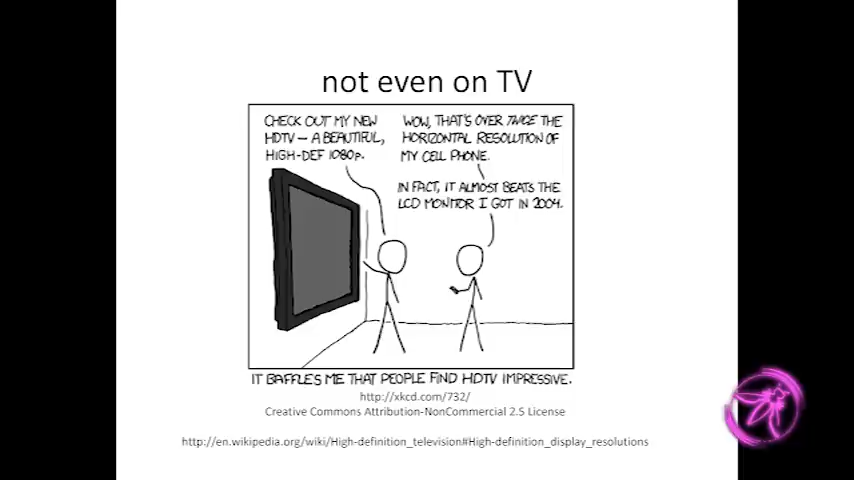 not even on TV
CHECK OUT MY NEW
HDTV — A BEAUTIFUL,
HIGH-DEF 1080p.
WOW, THAT'S OVER TWICE THE
HORIZONTAL RESOLUTION OF
MY CELL PHONE.
IN FACT, IT ALMOST BEATS THE
LCD MONITOR I GOT IN 2004.
IT BAFFLES ME THAT PEOPLE FIND HDTV IMPRESSIVE.
http://xkcd.com/732/
Creative Commons Attribution-NonCommercial 2.5 License
http://en.wikipedia.org/wiki/High-definition_television#High-definition_display_resolutions